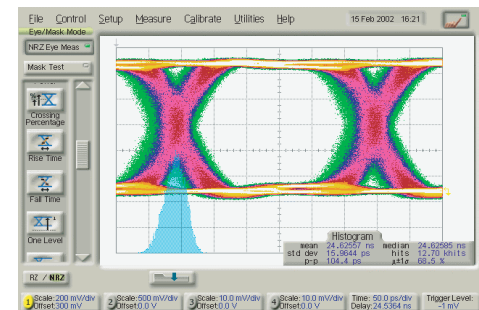 File Control Setup Measure Calibrate Utilities Help 15 Feb 2002 16:21
Eye/Mask Mode
NRZ Eye Meas
Mask Test
Crossing
Percentage
Rise Time
Fall Time
One Level
Histogram
mean 24.62557 ns median 24.62585 ns
std dev 15.9644 ps hits 12.70 khits
p-p 104.4 ps μ±1σ 68.5 %
RZ / NRZ
1 Scale: 200 mV/div 2 Scale: 500 mV/div 3 Scale: 10.0 mV/div 4 Scale: 10.0 mV/div Time: 50.0 ps/div Trigger Level:
Offset: 300 mV Offset: 0.0 V Offset: 0.0 V Offset: 0.0 V Delay: 24.5364 ns -1 mV